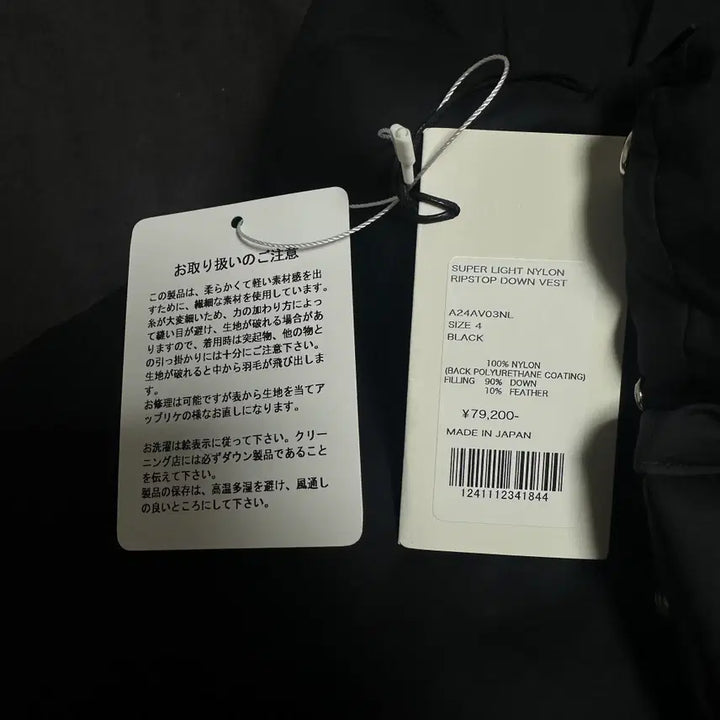 お取り扱いのご注意
この製品は、柔らかくて軽い素材感を出
すために、繊細な素材を使用しています。
糸が大変細いため、力の加わり方によっ
て縫い目が避け、生地が破れる場合があ
りますので、着用時は突起物、他の物と
の引っ掛かりには十分にご注意下さい。
生地が破れると中から羽毛が飛び出しま
す。
お修理は可能ですが表から生地を当てア
ップリケの様なお直しになります。
お洗濯は絵表示に従って下さい。クリー
ニング店には必ずダウン製品であること
を伝えて下さい。
製品の保存は、高温多湿を避け、風通し
の良いところにして下さい。
SUPER LIGHT NYLON
RIPSTOP DOWN VEST
A24AV03NL
SIZE 4
BLACK
100% NYLON
(BACK POLYURETHANE COATING)
FILLING 90% DOWN
10% FEATHER
¥79,200-
MADE IN JAPAN
1241112341844